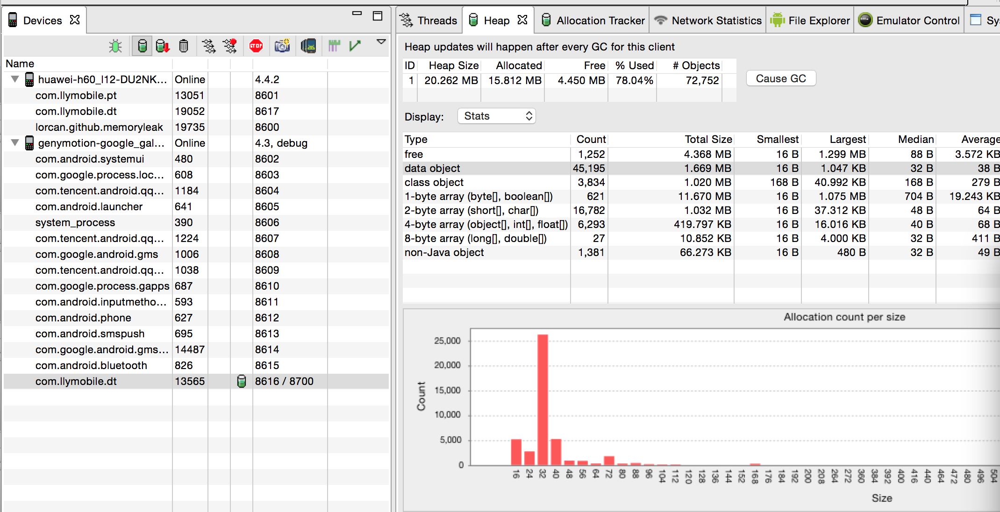 Devices
Name
huawei-h60_l12-DU2NK... Online 4.4.2
com.llymobile.pt 13051 8601
com.llymobile.dt 19052 8617
lorcan.github.memoryleak 19735 8600
genymotion-google_gal... Online 4.3, debug
com.android.systemui 480 8602
com.google.process.loc... 608 8603
com.tencent.android.qq... 1184 8604
com.android.launcher 641 8605
system_process 390 8606
com.tencent.android.qq... 1224 8607
com.google.android.gms 1006 8608
com.tencent.android.qq... 1038 8609
com.google.process.gapps 687 8610
com.android.inputmetho... 593 8611
com.android.phone 627 8612
com.android.smspush 695 8613
com.google.android.gms... 14487 8614
com.android.bluetooth 826 8615
com.llymobile.dt 13565 8616 / 8700
Threads Heap Allocation Tracker Network Statistics File Explorer Emulator Control Sy
Heap updates will happen after every GC for this client
ID Heap Size Allocated Free % Used # Objects
1 20.262 MB 15.812 MB 4.450 MB 78.04% 72,752
Cause GC
Display: Stats
Type Count Total Size Smallest Largest Median Average
free 1,252 4.368 MB 16 B 1.299 MB 88 B 3.572 KB
data object 45,195 1.669 MB 16 B 1.047 KB 32 B 38 B
class object 3,834 1.020 MB 168 B 40.992 KB 168 B 279 B
1-byte array (byte[], boolean[]) 621 11.670 MB 16 B 1.075 MB 704 B 19.243 KB
2-byte array (short[], char[]) 16,782 1.032 MB 16 B 37.312 KB 48 B 64 B
4-byte array (object[], int[], float[]) 6,293 419.797 KB 16 B 16.016 KB 40 B 68 B
8-byte array (long[], double[]) 27 10.852 KB 16 B 4.000 KB 32 B 411 B
non-Java object 1,381 66.273 KB 16 B 480 B 32 B 49 B
Allocation count per size
Count
25,000
20,000
15,000
10,000
5,000
0
16 24 32 40 48 56 64 72 80 88 96 104 112 120 128 136 144 152 168 176 184 192 200 208 264 272 360 384 392 400 416 440 464 472 480 496 504
Size
STOP